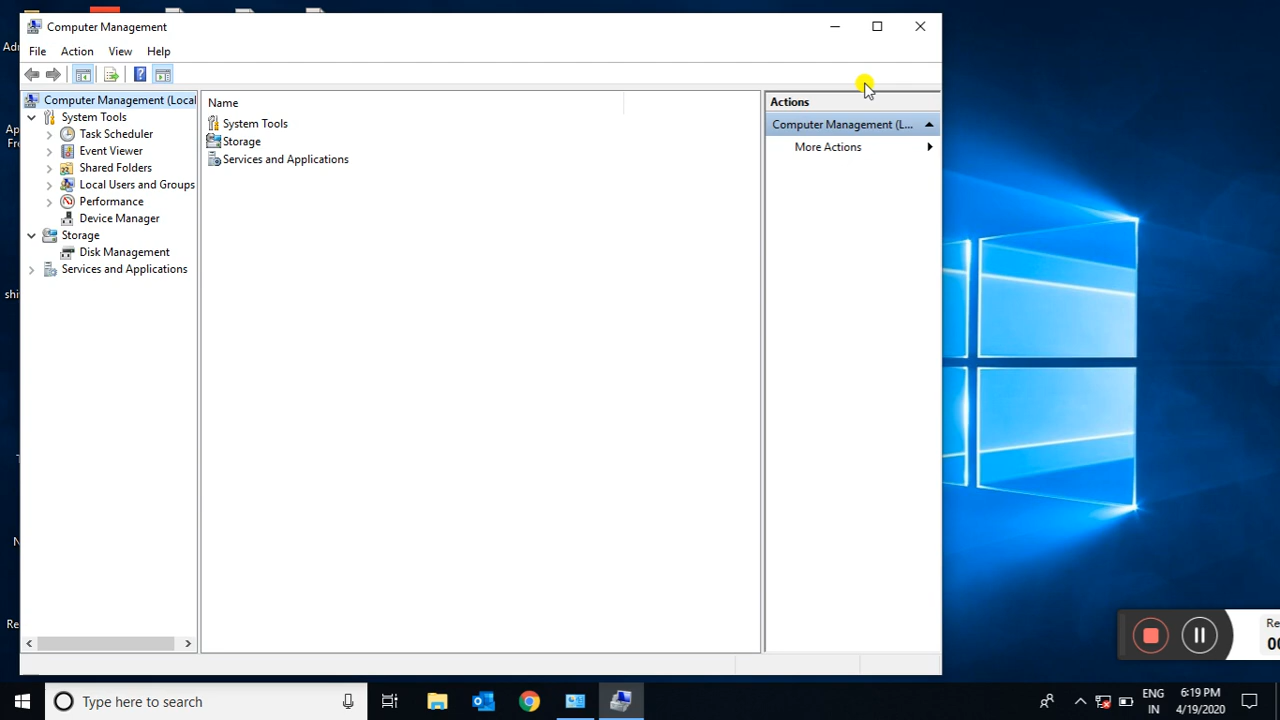 Computer Management
File Action View Help
Computer Management (Local
System Tools
Task Scheduler
Event Viewer
Shared Folders
Local Users and Groups
Performance
Device Manager
Storage
Disk Management
Services and Applications
Name
System Tools
Storage
Services and Applications
Actions
Computer Management (L...
More Actions
Re
00
Type here to search
ENG
IN
6:19 PM
4/19/2020